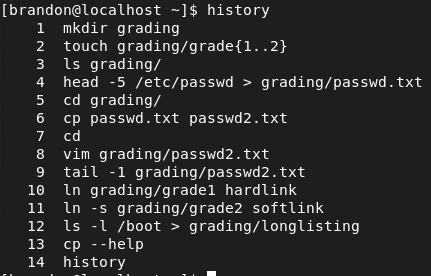 [brandon@localhost ~]$ history
1 mkdir grading
2 touch grading/grade{1..2}
3 ls grading/
4 head -5 /etc/passwd > grading/passwd.txt
5 cd grading/
6 cp passwd.txt passwd2.txt
7 cd
8 vim grading/passwd2.txt
9 tail -1 grading/passwd2.txt
10 ln grading/grade1 hardlink
11 ln -s grading/grade2 softlink
12 ls -l /boot > grading/longlisting
13 cp --help
14 history
[brandon@localhost ~]$